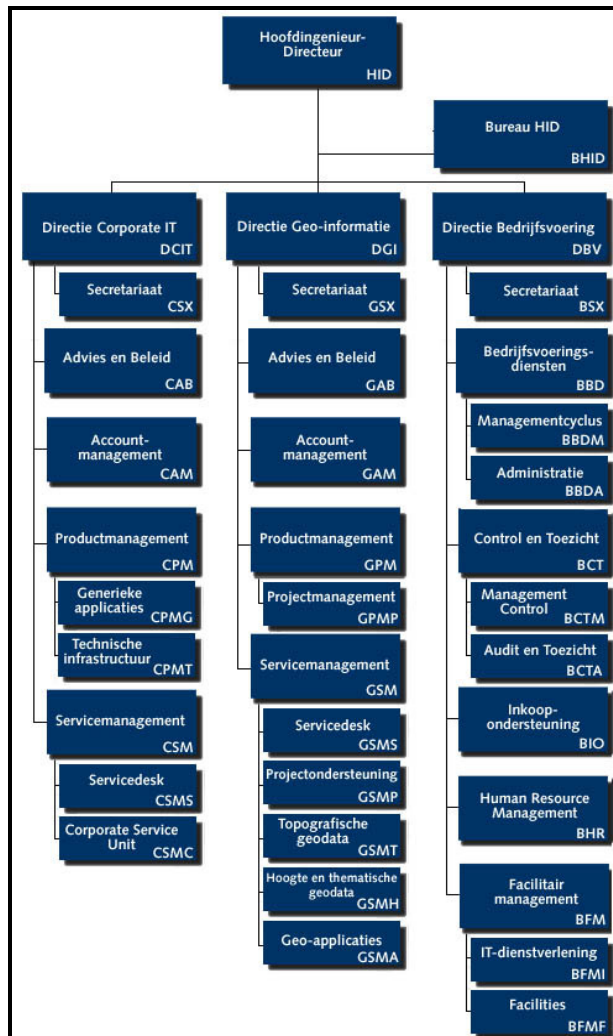 Hoofdingenieur-
Directeur
HID
Bureau HID
BHID
Directie Corporate IT
DCIT
Secretariaat
CSX
Advies en Beleid
CAB
Account-
management
CAM
Productmanagement
CPM
Generieke
applicaties
CPMG
Technische
infrastructuur
CPMT
Servicemanagement
CSM
Servicedesk
CSMS
Corporate Service
Unit
CSMC
Directie Geo-informatie
DGI
Secretariaat
GSX
Advies en Beleid
GAB
Account-
management
GAM
Productmanagement
GPM
Projectmanagement
GPMP
Servicemanagement
GSM
Servicedesk
GSMS
Projectondersteuning
GSMP
Topografische
geodata
GSMT
Hoogte en thematische
geodata
GSMH
Geo-applicaties
GSMA
Directie Bedrijfsvoering
DBV
Secretariaat
BSX
Bedrijfsvoerings-
diensten
BBD
Managementcyclus
BBDM
Administratie
BBDA
Control en Toezicht
BCT
Management
Control
BCTM
Audit en Toezicht
BCTA
Inkoop-
ondersteuning
BIO
Human Resource
Management
BHR
Facilitair
management
BFM
IT-dienstverlening
BFMI
Facilities
BFMF